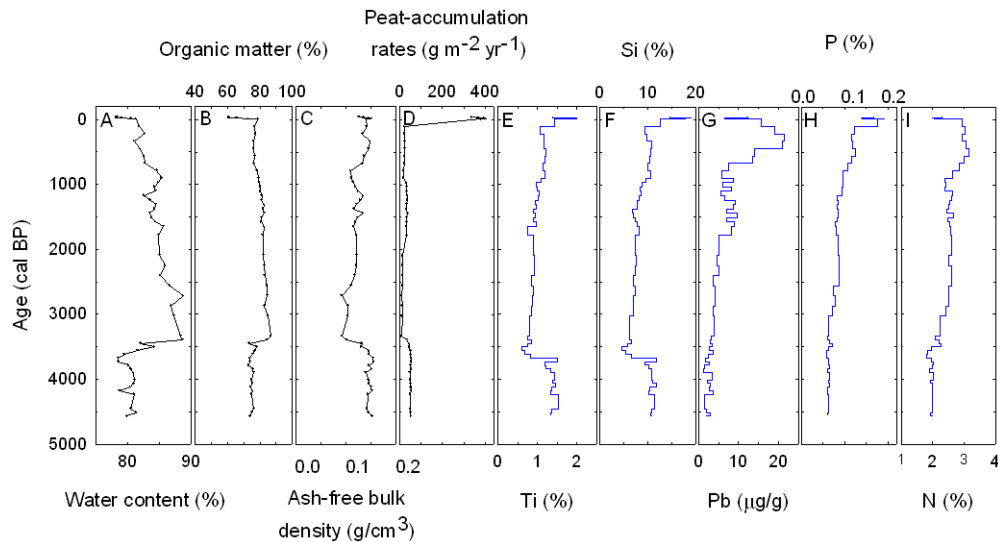 Peat-accumulation
Organic matter (%)
rates (g m-2 yr-1)
Si (%)
P (%)
40 60 80 100
0 200 400
0 10 20
0.0 0.1 0.2
A B C D E F G H I
0
1000
2000
3000
4000
5000
Age (cal BP)
80 90
0.0 0.1 0.2
0 1 2
0 10 20
1 2 3 4
Water content (%)
Ash-free bulk
density (g/cm3)
Ti (%)
Pb (μg/g)
N (%)